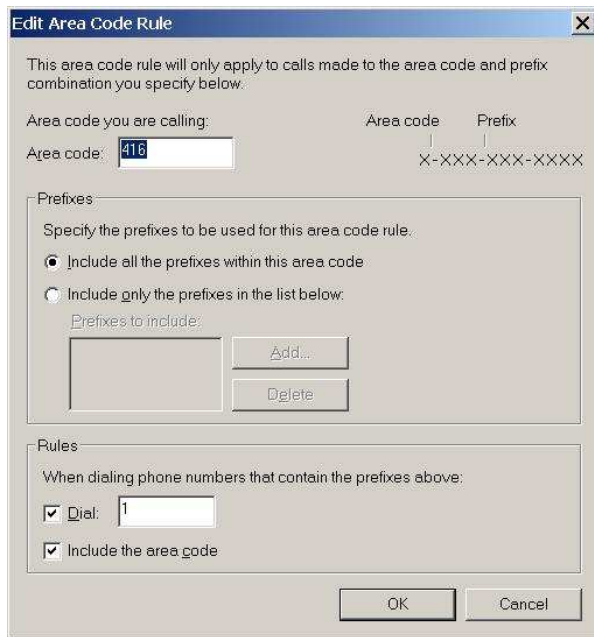 Edit Area Code Rule
This area code rule will only apply to calls made to the area code and prefix
combination you specify below.
Area code you are calling:
Area code    Prefix
Area code: 416
X-XXX-XXX-XXXX
Prefixes
Specify the prefixes to be used for this area code rule.
Include all the prefixes within this area code
Include only the prefixes in the list below:
Prefixes to include:
Add...
Delete
Rules
When dialing phone numbers that contain the prefixes above:
Dial: 1
Include the area code
OK    Cancel